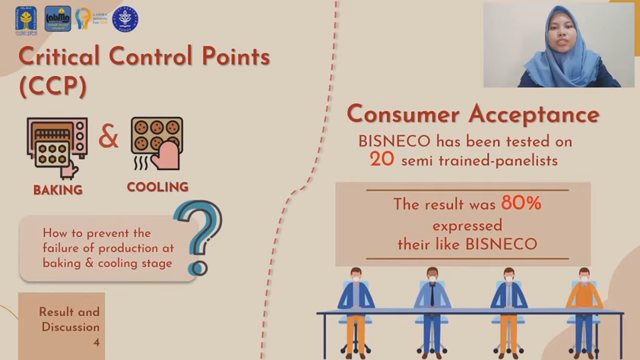 Critical Control Points
(CCP)
&
BAKING
COOLING
How to prevent the
failure of production at
baking & cooling stage
?
Result and
Discussion
4
Consumer Acceptance
BISNECO has been tested on
20 semi trained-panelists
The result was 80%
expressed
their like BISNECO